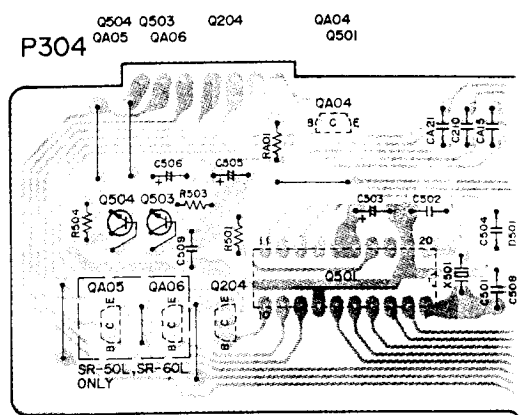 Q504 Q503 Q204 QA04
QA05 QA06 Q501
P304
QA04
B C E
RA01
CA21
C210
CA15
C506
C505
R503
Q504 Q503
R504
C509
R501
C503
C502
C504
D501
11
20
Q501
X501
C501
C508
QA05
QA06
Q204
E
C
B
E
C
B
E
C
B
SR-50L, SR-60L
ONLY